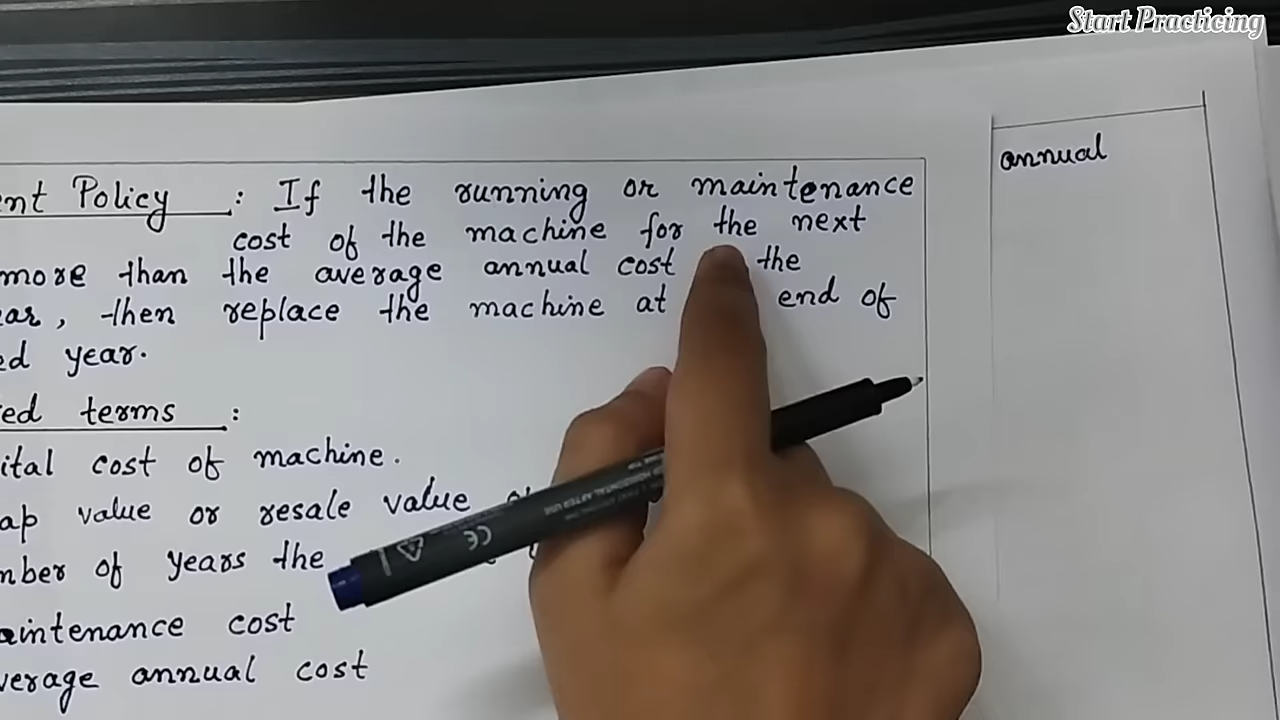 Start Practicing
annual
ent Policy : If the running or maintenance
cost of the machine for the next
more than the average annual cost the
ar, then replace the machine at end of
ed year.
ed terms :
ital cost of machine.
ap value or resale value
mber of years the
aintenance cost
verage annual cost